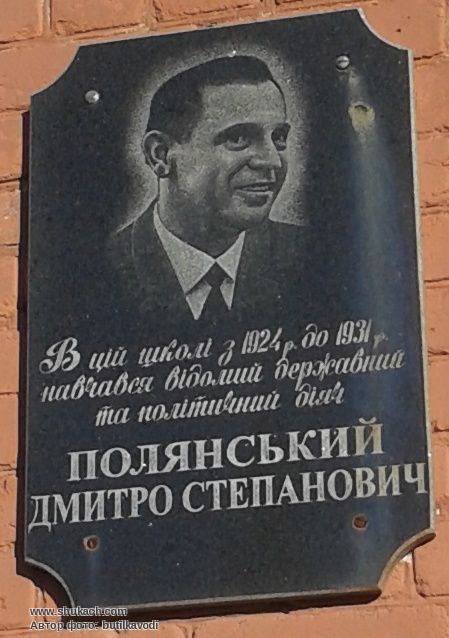 В цій школі з 1924 р. до 1931 р.
навчався відомий державний
та політичний діяч
ПОЛЯНСЬКИЙ
ДМИТРО СТЕПАНОВИЧ
www.shukach.com
Автор фото- butilkavodi